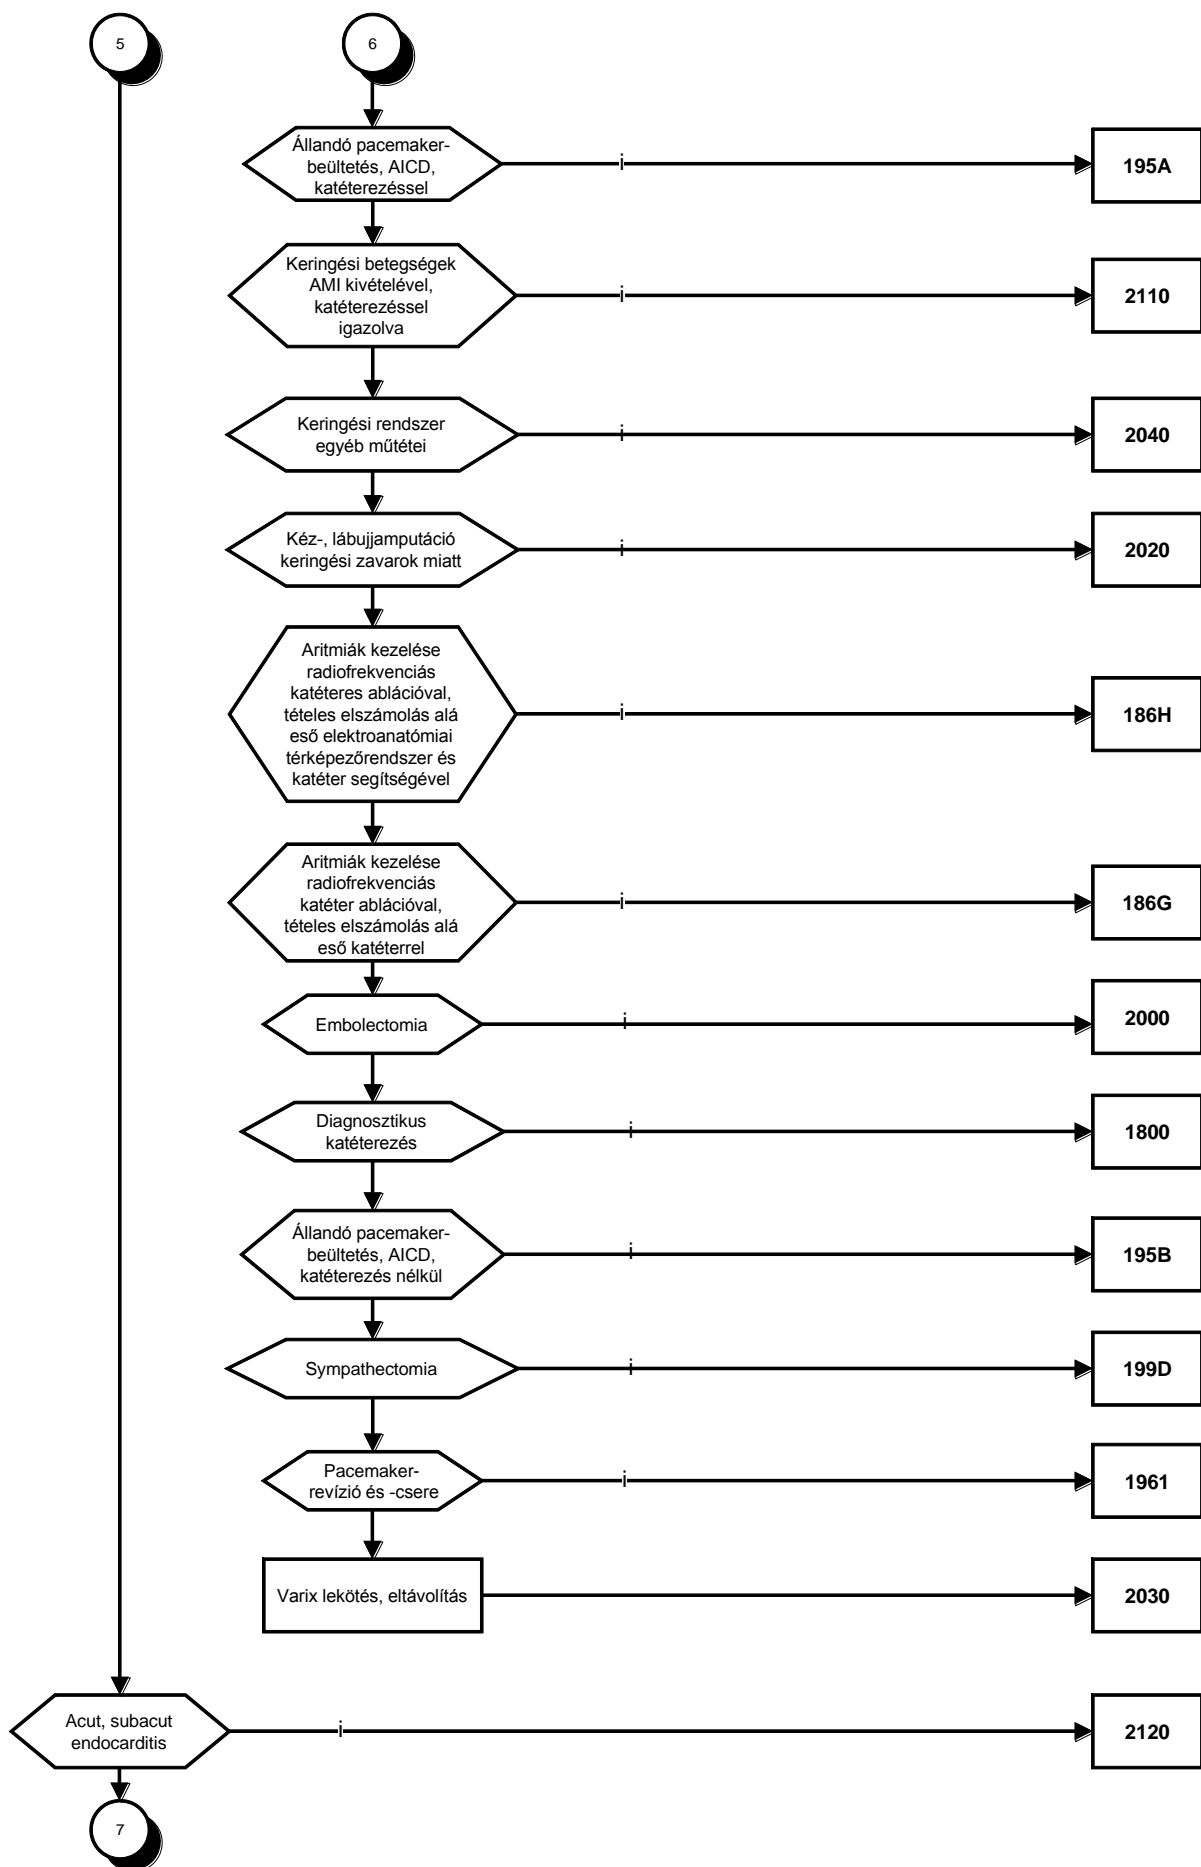 5
6
Állandó pacemaker-
beültetés, AICD,
katéterezéssel
i
195A
Keringési betegségek
AMI kivételével,
katéterezéssel
igazolva
i
2110
Keringési rendszer
egyéb műtétei
i
2040
Kéz-, lábujjamputáció
keringési zavarok miatt
i
2020
Aritmiák kezelése
radiofrekvenciás
katéteres ablációval,
tételes elszámolás alá
eső elektroanatómiai
térképezőrendszer és
katéter segítségével
i
186H
Aritmiák kezelése
radiofrekvenciás
katéter ablációval,
tételes elszámolás alá
eső katéterrel
i
186G
Embolectomia
i
2000
Diagnosztikus
katéterezés
i
1800
Állandó pacemaker-
beültetés, AICD,
katéterezés nélkül
i
195B
Sympathectomia
i
199D
Pacemaker-
revízió és -csere
i
1961
Varix lekötés, eltávolítás
2030
Acut, subacut
endocarditis
i
2120
7